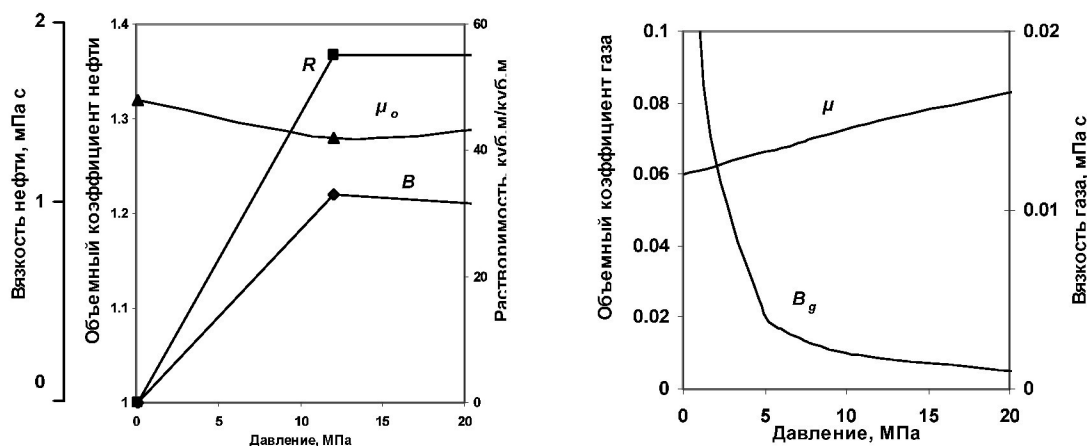 2
1
0
Вязкость нефти, мПа с
1.4
1.3
1.2
1.1
1
Объемный коэффициент нефти
R
μo
B
0 5 10 15 20
Давление, МПа
60
40
20
0
Растворимость, куб.м/куб.м
0.1
0.08
0.06
0.04
0.02
0
Объемный коэффициент газа
μ
Bg
0 5 10 15 20
Давление, МПа
0.02
0.01
0
Вязкость газа, мПа с